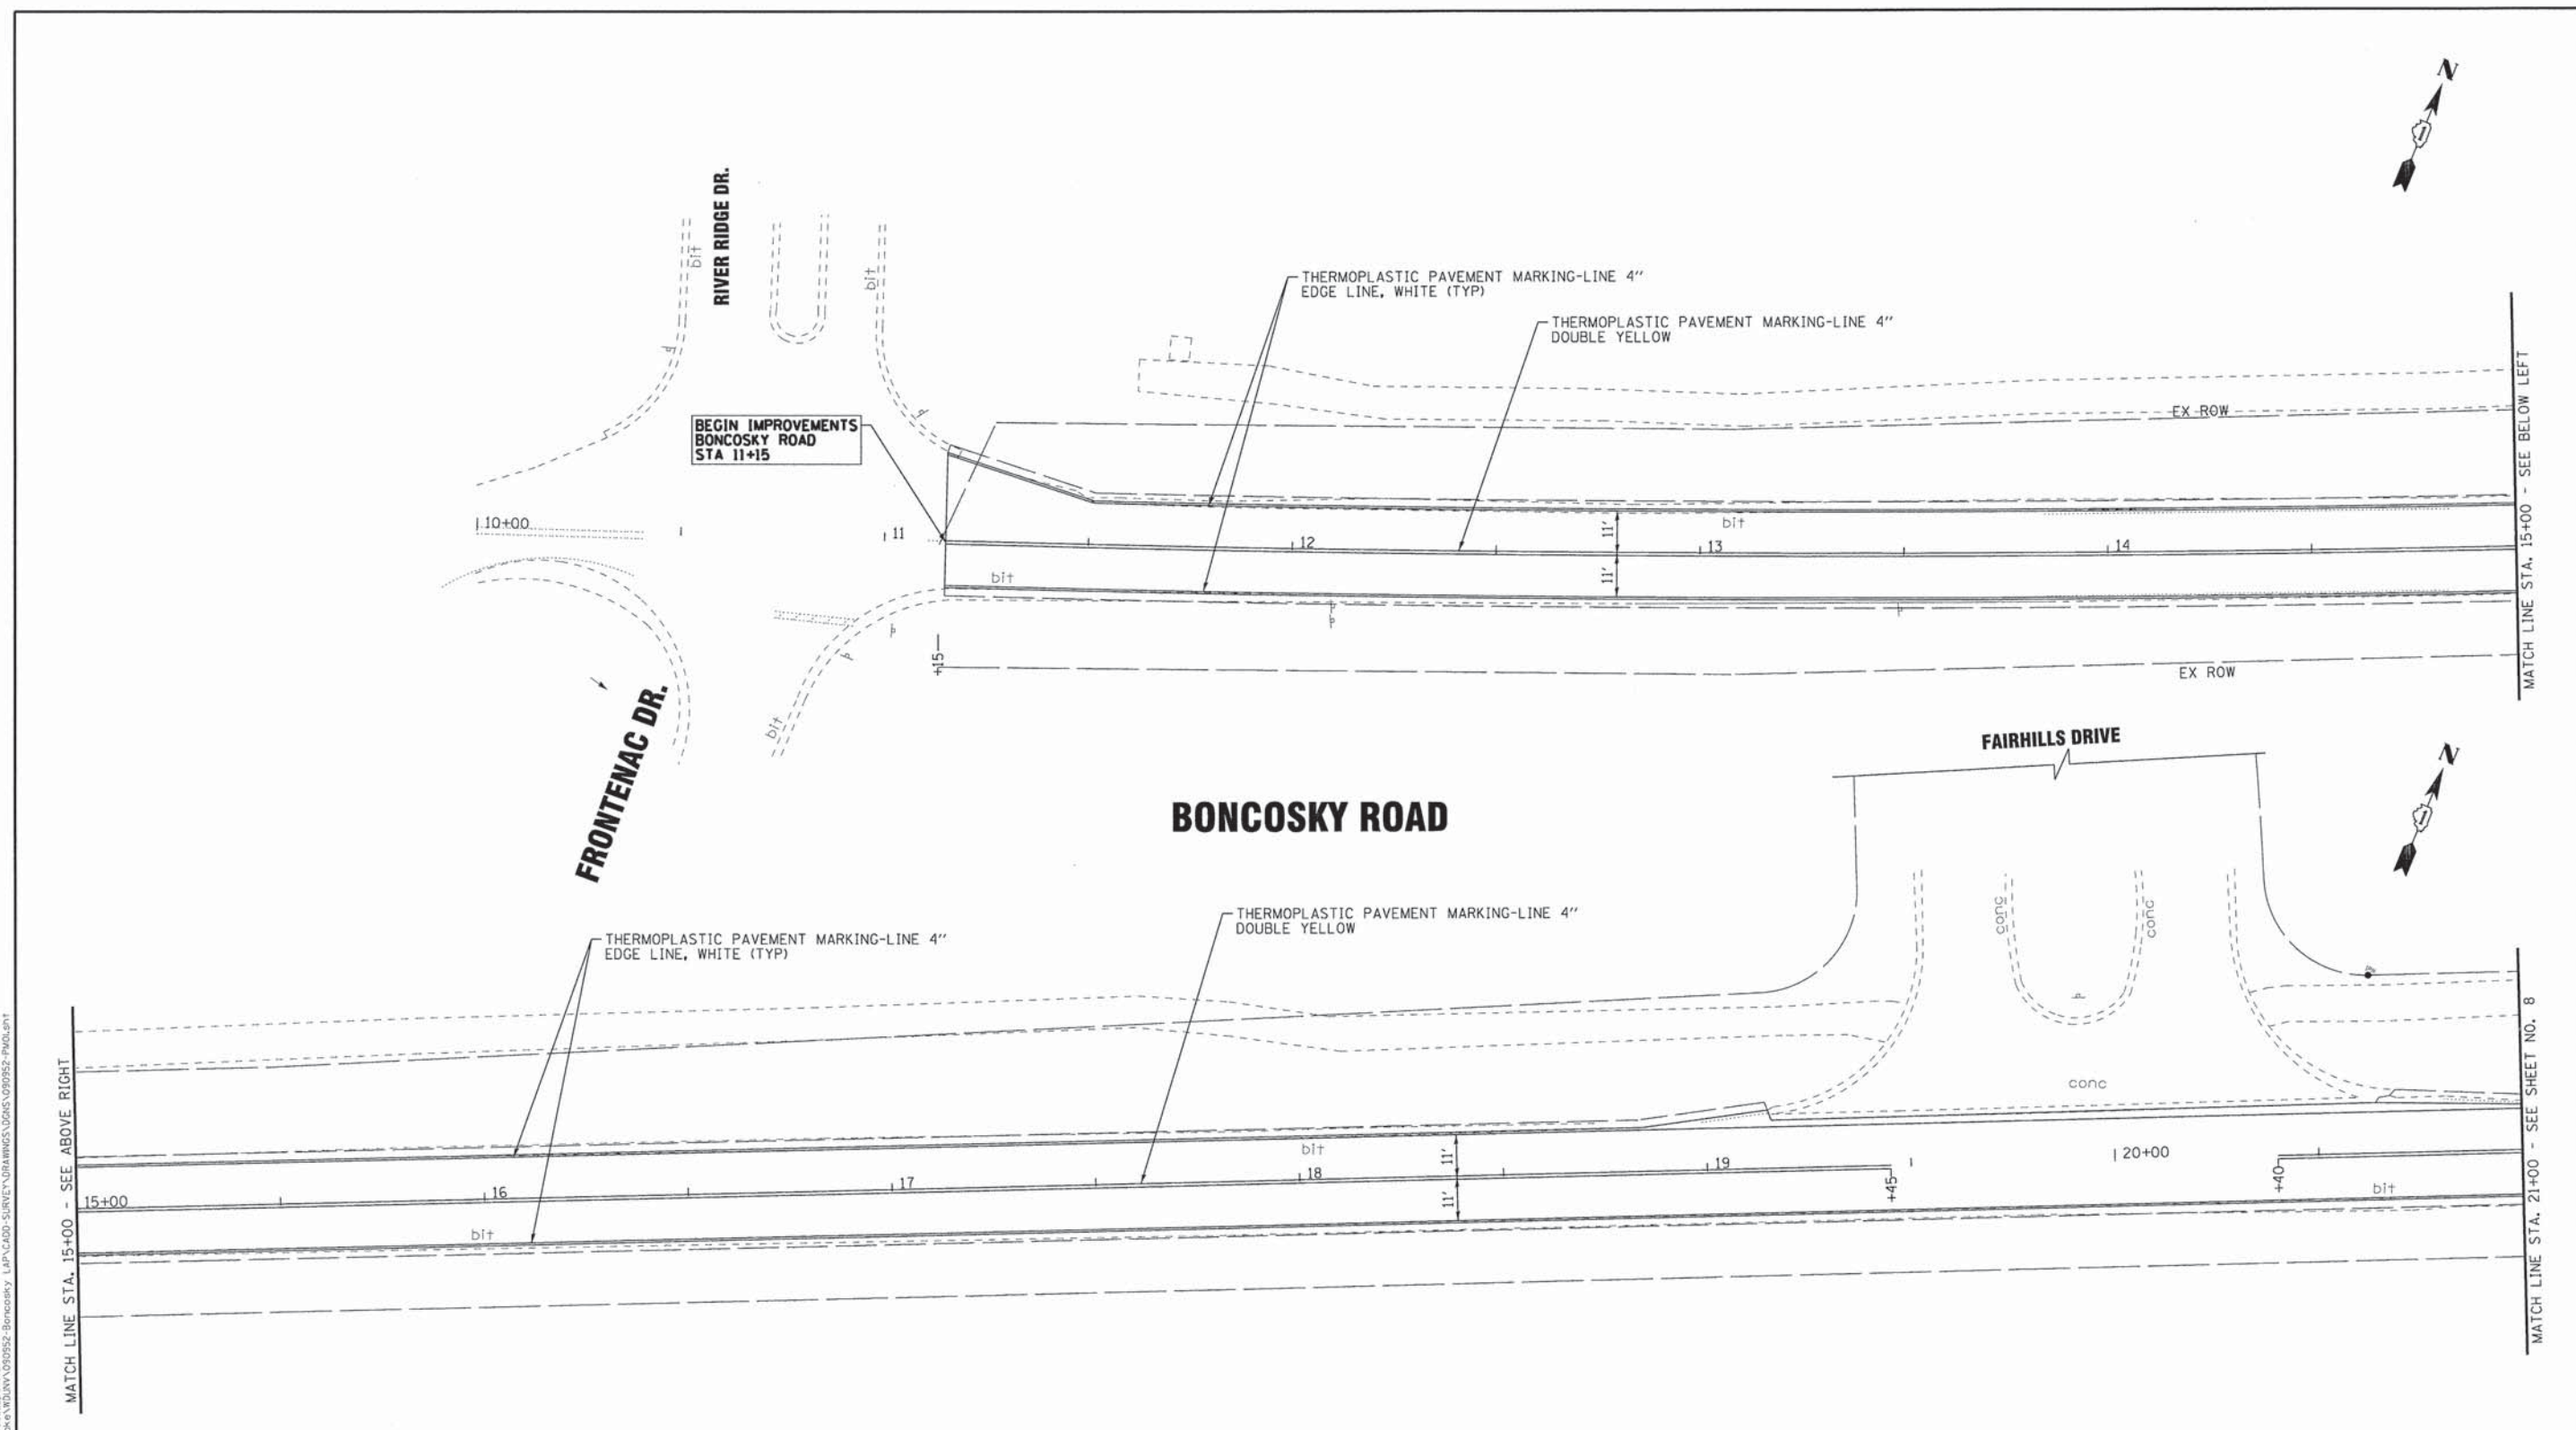 N
RIVER RIDGE DR.
bit
bit
THERMOPLASTIC PAVEMENT MARKING-LINE 4"
EDGE LINE, WHITE (TYP)
THERMOPLASTIC PAVEMENT MARKING-LINE 4"
DOUBLE YELLOW
BEGIN IMPROVEMENTS
BONCOSKY ROAD
STA 11+15
EX ROW
10+00
11
12
13
14
11'
11'
bit
bit
+15
EX ROW
bit
MATCH LINE STA. 15+00 - SEE BELOW LEFT
FRONTENAC DR.
BONCOSKY ROAD
FAIRHILLS DRIVE
N
THERMOPLASTIC PAVEMENT MARKING-LINE 4"
EDGE LINE, WHITE (TYP)
THERMOPLASTIC PAVEMENT MARKING-LINE 4"
DOUBLE YELLOW
conc
conc
conc
MATCH LINE STA. 15+00 - SEE ABOVE RIGHT
15+00
16
17
18
19
20+00
bit
bit
bit
11'
11'
+45
+40
MATCH LINE STA. 21+00 - SEE SHEET NO. 8